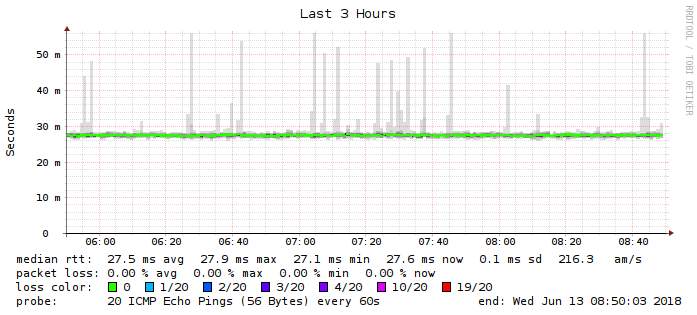 Last 3 Hours
RRDTOOL / TOBI OETIKER
Seconds
50 m
40 m
30 m
20 m
10 m
0
06:00 06:20 06:40 07:00 07:20 07:40 08:00 08:20 08:40
median rtt: 27.5 ms avg 27.9 ms max 27.1 ms min 27.6 ms now 0.1 ms sd 216.3 am/s
packet loss: 0.00 % avg 0.00 % max 0.00 % min 0.00 % now
loss color: 0 1/20 2/20 3/20 4/20 10/20 19/20
probe: 20 ICMP Echo Pings (56 Bytes) every 60s end: Wed Jun 13 08:50:03 2018